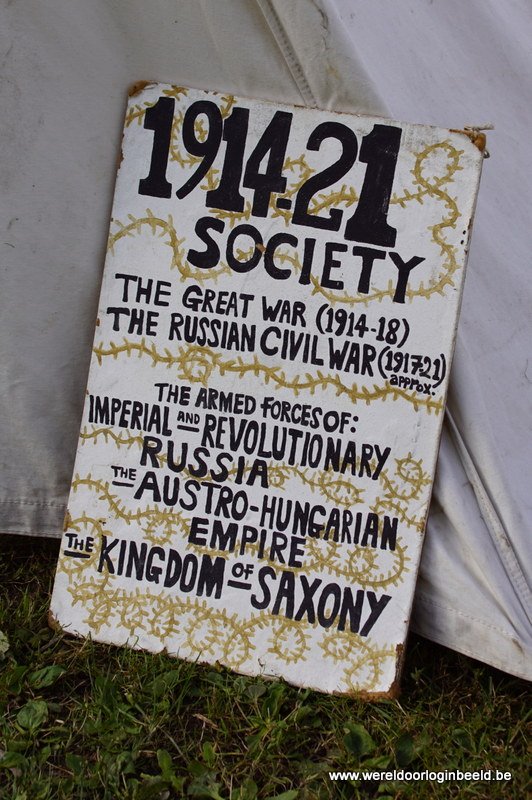 1914-21
SOCIETY
THE GREAT WAR (1914-18)
THE RUSSIAN CIVIL WAR (1917-21)
approx.
THE ARMED FORCES OF:
IMPERIAL AND REVOLUTIONARY
RUSSIA
THE AUSTRO-HUNGARIAN
EMPIRE
THE KINGDOM OF SAXONY
www.wereldoorloginbeeld.be